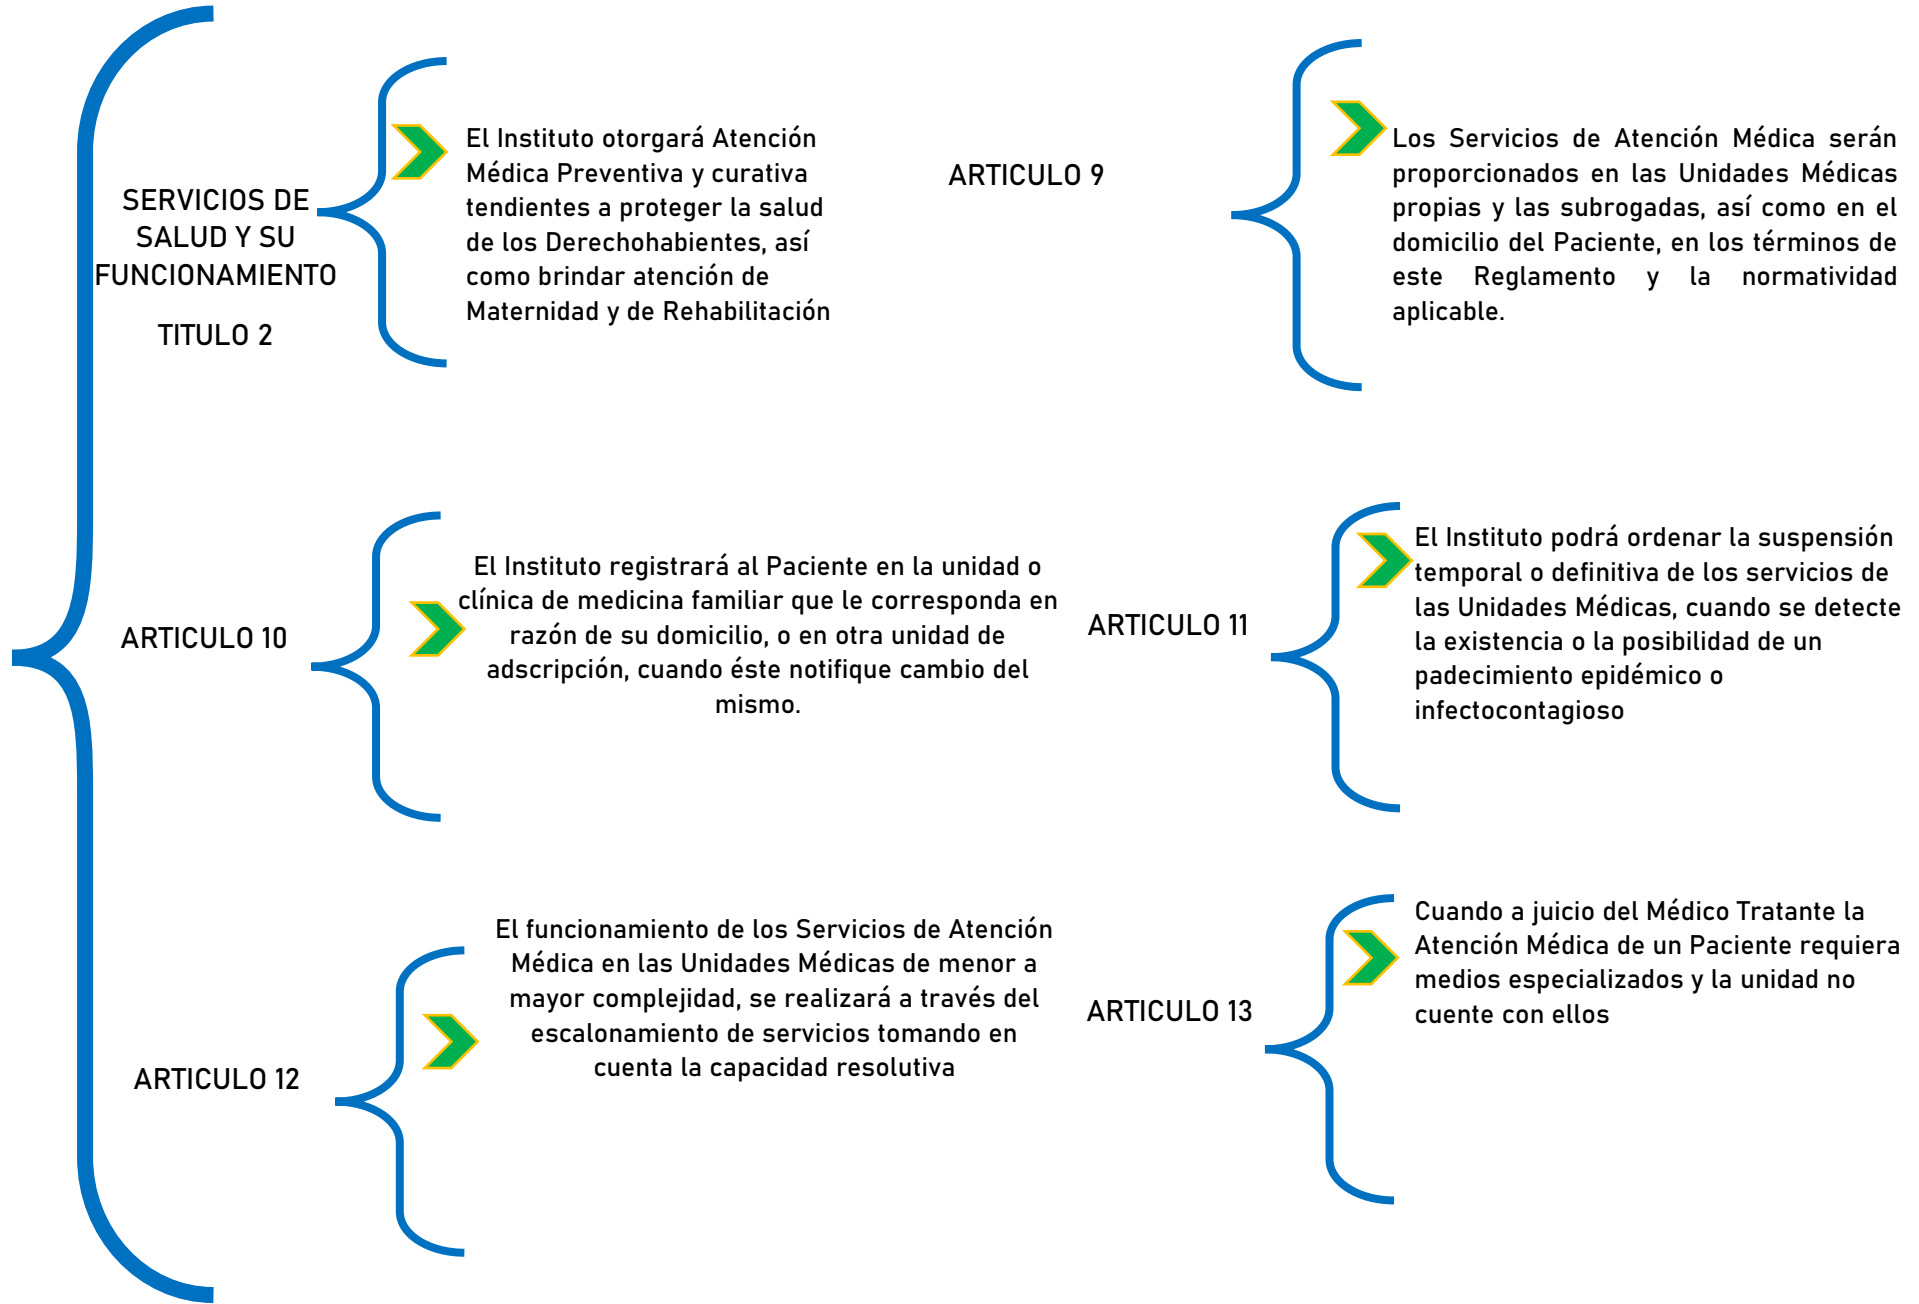 SERVICIOS DE
SALUD Y SU
FUNCIONAMIENTO
TITULO 2
El Instituto otorgará Atención
Médica Preventiva y curativa
tendientes a proteger la salud
de los Derechohabientes, así
como brindar atención de
Maternidad y de Rehabilitación
ARTICULO 9
Los Servicios de Atención Médica serán
proporcionados en las Unidades Médicas
propias y las subrogadas, así como en el
domicilio del Paciente, en los términos de
este Reglamento y la normatividad
aplicable.
ARTICULO 10
El Instituto registrará al Paciente en la unidad o
clínica de medicina familiar que le corresponda en
razón de su domicilio, o en otra unidad de
adscripción, cuando éste notifique cambio del
mismo.
ARTICULO 11
El Instituto podrá ordenar la suspensión
temporal o definitiva de los servicios de
las Unidades Médicas, cuando se detecte
la existencia o la posibilidad de un
padecimiento epidémico o
infectocontagioso
ARTICULO 12
El funcionamiento de los Servicios de Atención
Médica en las Unidades Médicas de menor a
mayor complejidad, se realizará a través del
escalonamiento de servicios tomando en
cuenta la capacidad resolutiva
ARTICULO 13
Cuando a juicio del Médico Tratante la
Atención Médica de un Paciente requiera
medios especializados y la unidad no
cuente con ellos